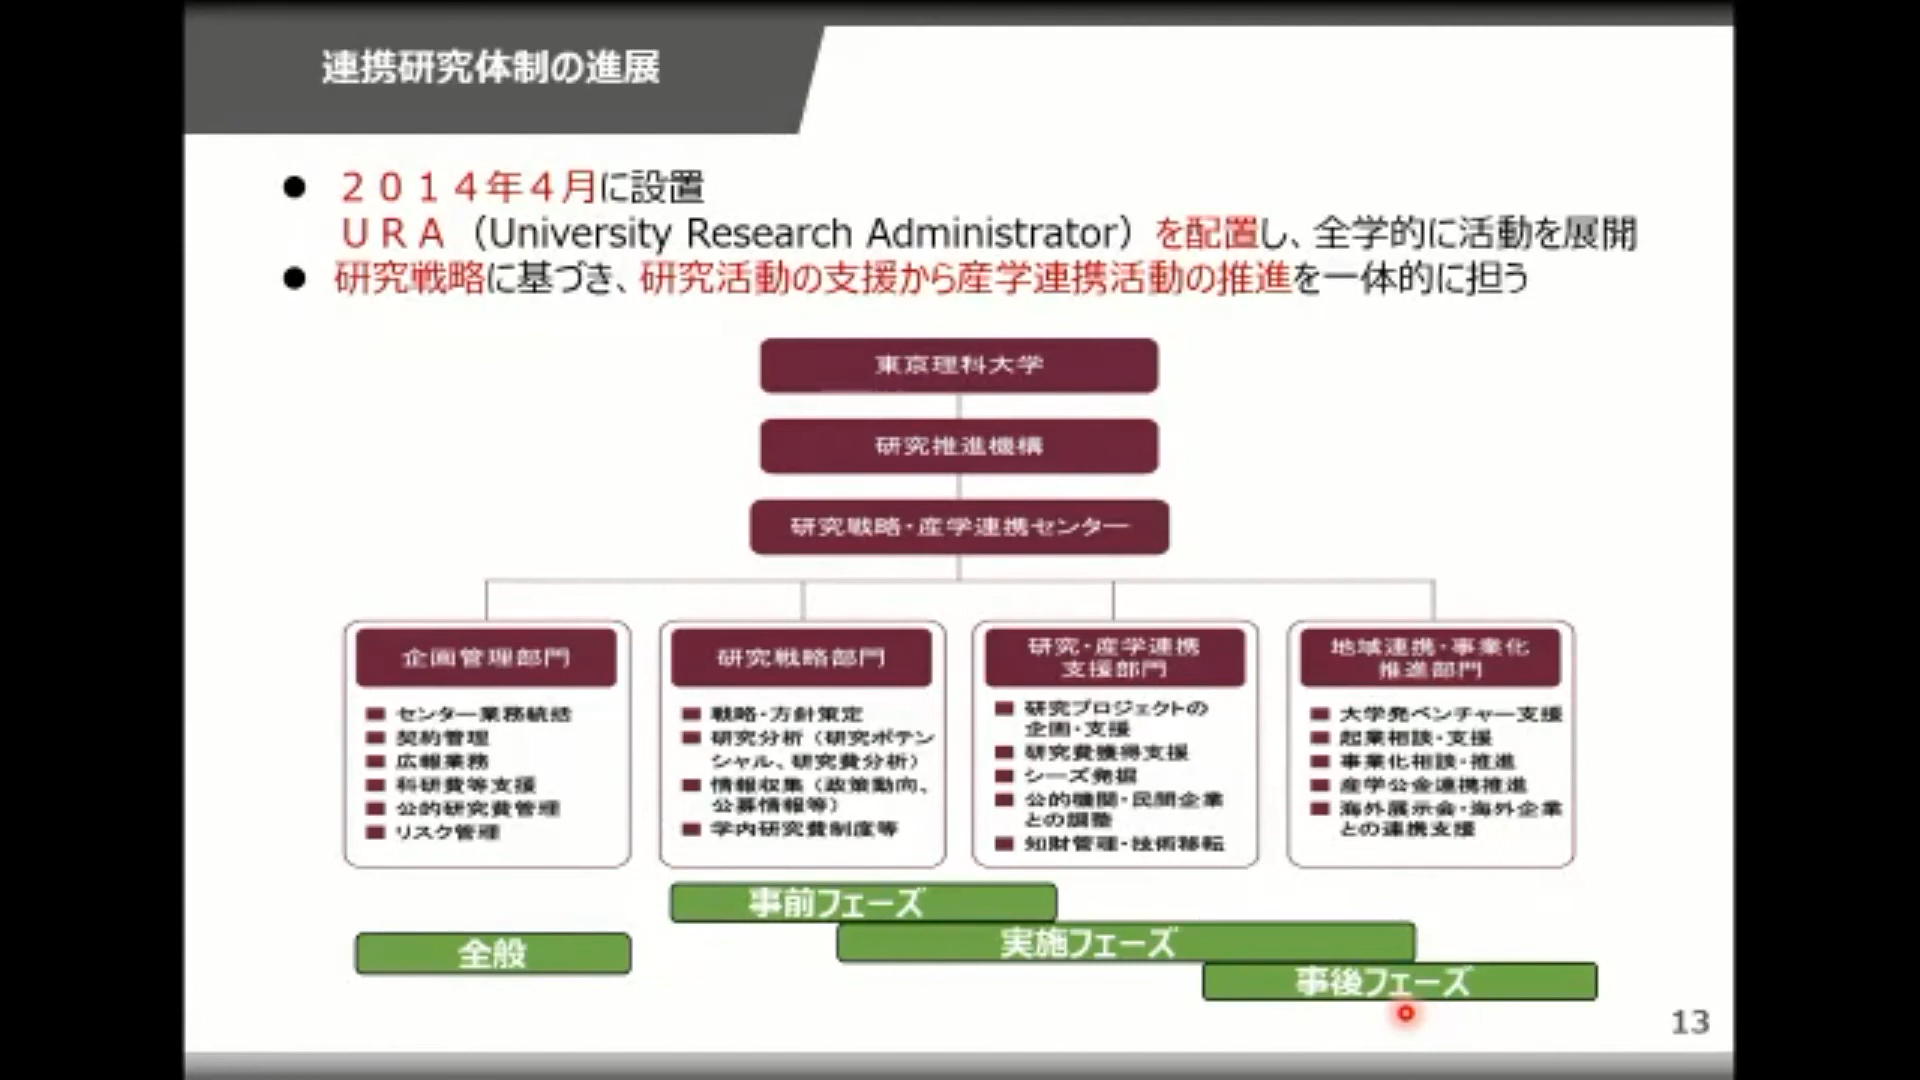 連携研究体制の進展
● ２０１４年４月に設置
ＵＲＡ（University Research Administrator）を配置し、全学的に活動を展開
● 研究戦略に基づき、研究活動の支援から産学連携活動の推進を一体的に担う
東京理科大学
研究推進機構
研究戦略・産学連携センター
企画管理部門
■ センター業務統括
■ 契約管理
■ 広報業務
■ 科研費等支援
■ 公的研究費管理
■ リスク管理
研究戦略部門
■ 戦略・方針策定
■ 研究分析（研究ポテン
シャル、研究費分析）
■ 情報収集（政策動向、
公募情報等）
■ 学内研究費制度等
研究・産学連携
支援部門
■ 研究プロジェクトの
企画・支援
■ 研究費獲得支援
■ シーズ発掘
■ 公的機関・民間企業
との調整
■ 知財管理・技術移転
地域連携・事業化
推進部門
■ 大学発ベンチャー支援
■ 起業相談・支援
■ 事業化相談・推進
■ 産学公金連携推進
■ 海外展示会・海外企業
との連携支援
事前フェーズ
実施フェーズ
全般
事後フェーズ
13